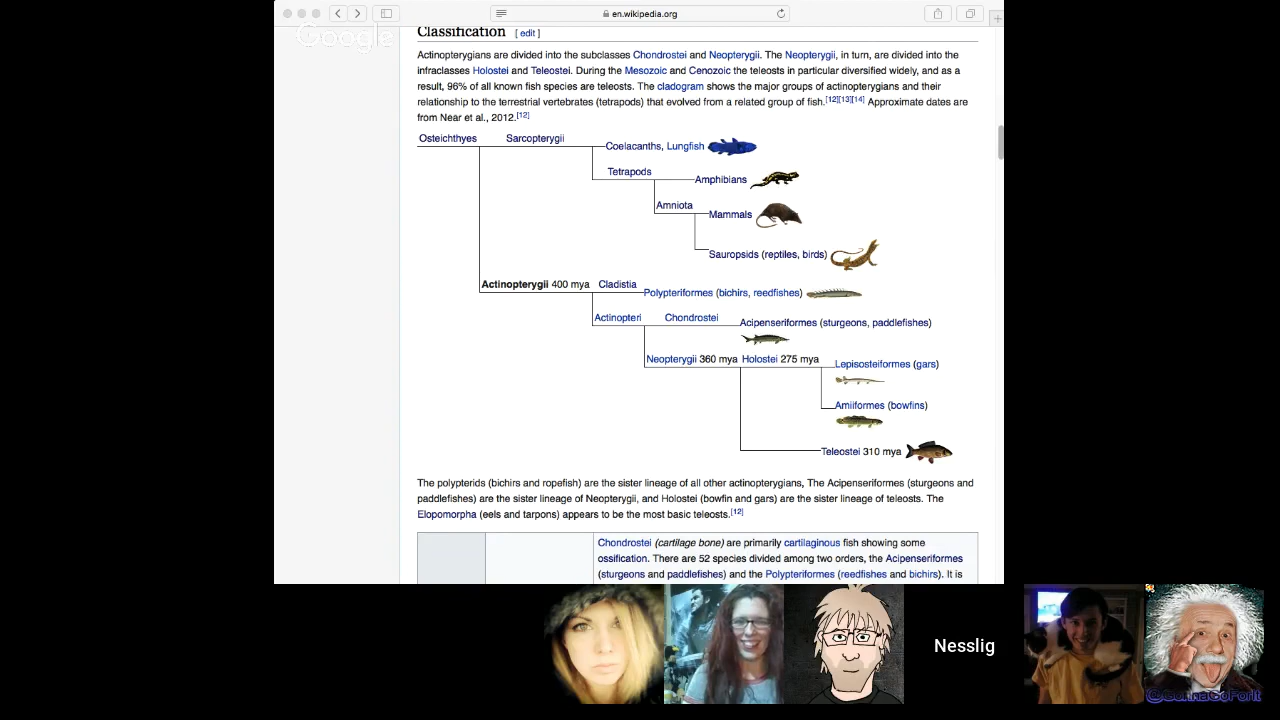 en.wikipedia.org
Google
Classification [ edit ]
Actinopterygians are divided into the subclasses Chondrostei and Neopterygii. The Neopterygii, in turn, are divided into the
infraclasses Holostei and Teleostei. During the Mesozoic and Cenozoic the teleosts in particular diversified widely, and as a
result, 96% of all known fish species are teleosts. The cladogram shows the major groups of actinopterygians and their
relationship to the terrestrial vertebrates (tetrapods) that evolved from a related group of fish.[12][13][14] Approximate dates are
from Near et al., 2012.[12]
Osteichthyes Sarcopterygii
Coelacanths, Lungfish
Tetrapods
Amphibians
Amniota
Mammals
Sauropsids (reptiles, birds)
Actinopterygii 400 mya Cladistia
Polypteriformes (bichirs, reedfishes)
Actinopteri Chondrostei
Acipenseriformes (sturgeons, paddlefishes)
Neopterygii 360 mya Holostei 275 mya
Lepisosteiformes (gars)
Amiiformes (bowfins)
Teleostei 310 mya
The polypterids (bichirs and ropefish) are the sister lineage of all other actinopterygians, The Acipenseriformes (sturgeons and
paddlefishes) are the sister lineage of Neopterygii, and Holostei (bowfin and gars) are the sister lineage of teleosts. The
Elopomorpha (eels and tarpons) appears to be the most basic teleosts.[12]
Chondrostei (cartilage bone) are primarily cartilaginous fish showing some
ossification. There are 52 species divided among two orders, the Acipenseriformes
(sturgeons and paddlefishes) and the Polypteriformes (reedfishes and bichirs). It is
Nesslig